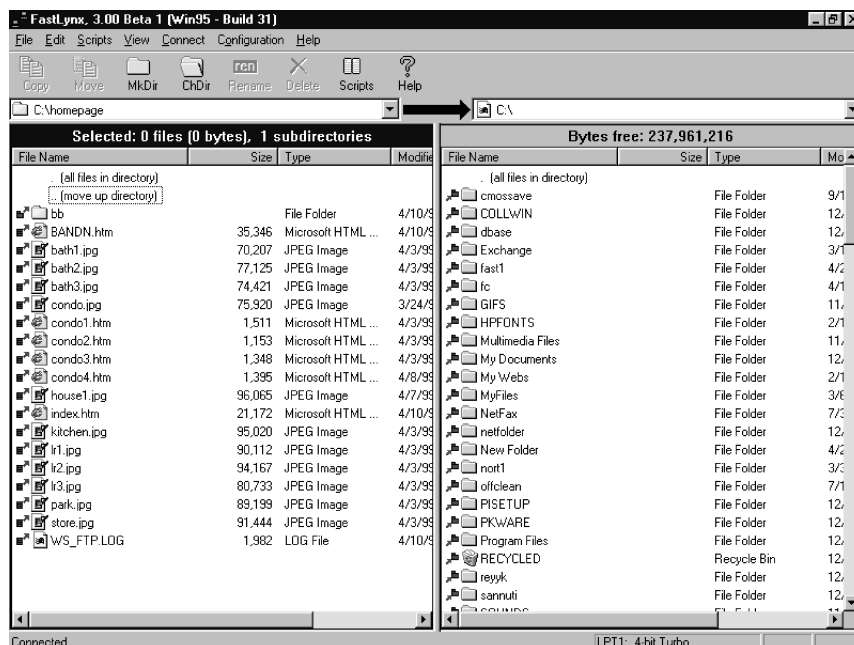 FastLynx, 3.00 Beta 1 (Win95 - Build 31)
File Edit Scripts View Connect Configuration Help
rcn
Copy Move MkDir ChDir Rename Delete Scripts Help
C:\homepage
C:\
Selected: 0 files (0 bytes), 1 subdirectories
File Name Size Type Modifie
. (all files in directory)
.. (move up directory)
bb File Folder 4/10/9
BANDN.htm 35,346 Microsoft HTML ... 4/10/9
bath1.jpg 70,207 JPEG Image 4/3/99
bath2.jpg 77,125 JPEG Image 4/3/99
bath3.jpg 74,421 JPEG Image 4/3/99
condo.jpg 75,920 JPEG Image 3/24/9
condo1.htm 1,511 Microsoft HTML ... 4/3/99
condo2.htm 1,153 Microsoft HTML ... 4/3/99
condo3.htm 1,348 Microsoft HTML ... 4/3/99
condo4.htm 1,395 Microsoft HTML ... 4/8/99
house1.jpg 96,065 JPEG Image 4/7/99
index.htm 21,172 Microsoft HTML ... 4/10/9
kitchen.jpg 95,020 JPEG Image 4/3/99
lr1.jpg 90,112 JPEG Image 4/3/99
lr2.jpg 94,167 JPEG Image 4/3/99
lr3.jpg 80,733 JPEG Image 4/3/99
park.jpg 89,199 JPEG Image 4/3/99
store.jpg 91,444 JPEG Image 4/3/99
WS_FTP.LOG 1,982 LOG File 4/10/9
Bytes free: 237,961,216
File Name Size Type Mo
. (all files in directory)
cmossave File Folder 9/1
COLLWIN File Folder 12/
dbase File Folder 12/
Exchange File Folder 3/1
fast1 File Folder 4/2
fc File Folder 4/1
GIFS File Folder 11/
HPFONTS File Folder 2/1
Multimedia Files File Folder 11/
My Documents File Folder 12/
My Webs File Folder 2/1
MyFiles File Folder 3/8
NetFax File Folder 7/3
netfolder File Folder 12/
New Folder File Folder 4/2
nort1 File Folder 3/3
offclean File Folder 7/1
PISETUP File Folder 12/
PKWARE File Folder 12/
Program Files File Folder 12/
RECYCLED Recycle Bin 12/
reyyk File Folder 12/
sannuti File Folder 12/
Connected
LPT1: 4-bit Turbo